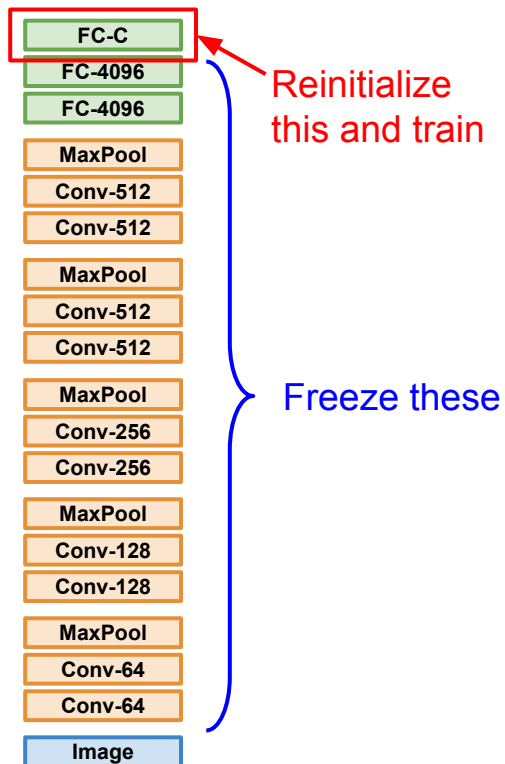 FC-C
FC-4096
FC-4096
MaxPool
Conv-512
Conv-512
MaxPool
Conv-512
Conv-512
MaxPool
Conv-256
Conv-256
MaxPool
Conv-128
Conv-128
MaxPool
Conv-64
Conv-64
Image
Reinitialize
this and train
Freeze these